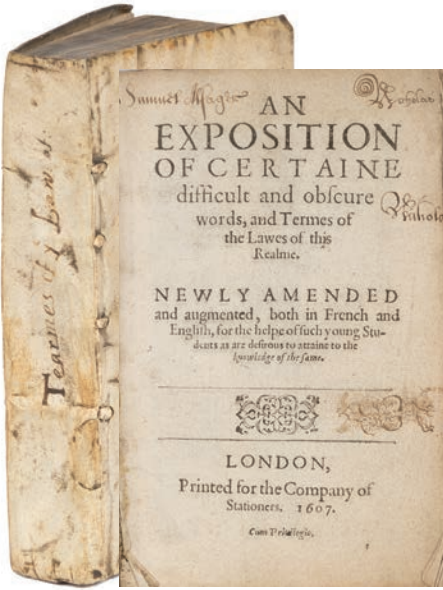 Tearmes of yͤ Law
Samuel
AN
EXPOSITION
OF CERTAINE
difficult and obſcure
words, and Termes of
the Lawes of this
Realme.
NEWLY AMENDED
and augmented, both in French and
Engliſh, for the helpe of ſuch young Stu-
dents as are deſirous to attaine to the
knowledge of the ſame.
LONDON,
Printed for the Company of
Stationers. 1607.
Cum Priuilegio.